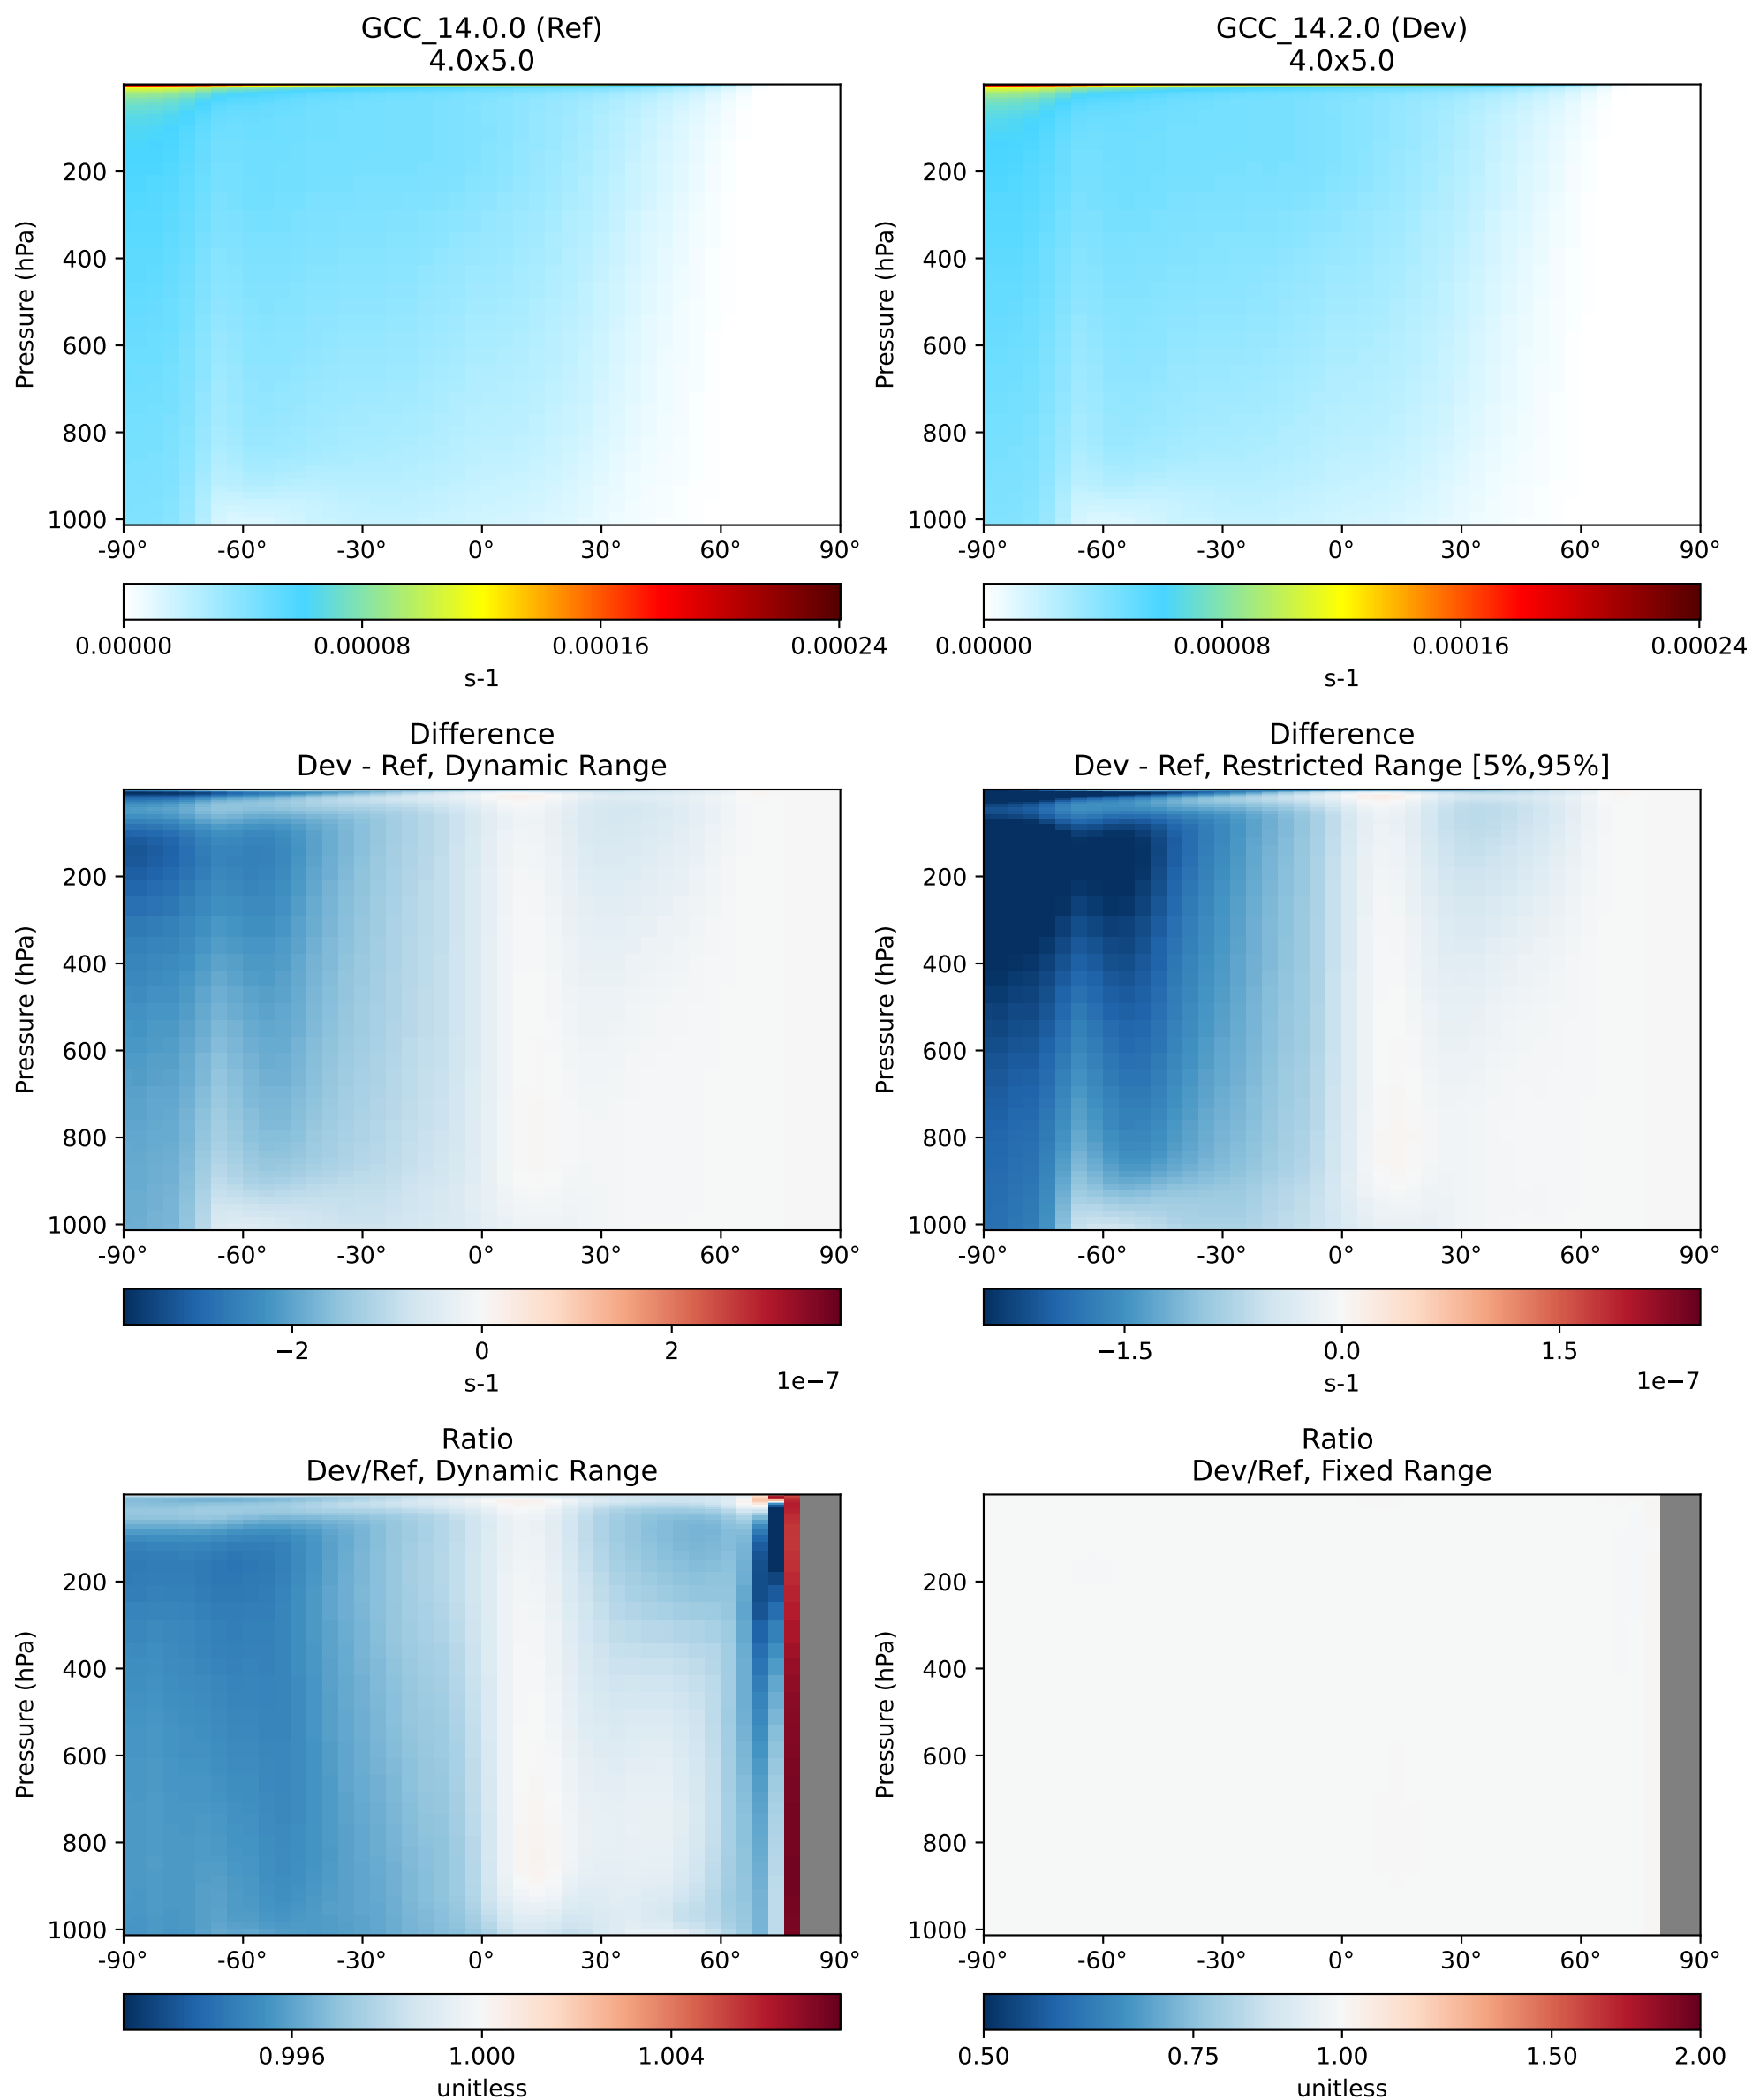 GCC_14.0.0 (Ref)
4.0x5.0
Pressure (hPa)
200
400
600
800
1000
-90° -60° -30° 0° 30° 60° 90°
0.00000 0.00008 0.00016 0.00024
s-1
GCC_14.2.0 (Dev)
4.0x5.0
Pressure (hPa)
200
400
600
800
1000
-90° -60° -30° 0° 30° 60° 90°
0.00000 0.00008 0.00016 0.00024
s-1
Difference
Dev - Ref, Dynamic Range
Pressure (hPa)
200
400
600
800
1000
-90° -60° -30° 0° 30° 60° 90°
−2 0 2
s-1 1e−7
Difference
Dev - Ref, Restricted Range [5%,95%]
Pressure (hPa)
200
400
600
800
1000
-90° -60° -30° 0° 30° 60° 90°
−1.5 0.0 1.5
s-1 1e−7
Ratio
Dev/Ref, Dynamic Range
Pressure (hPa)
200
400
600
800
1000
-90° -60° -30° 0° 30° 60° 90°
0.996 1.000 1.004
unitless
Ratio
Dev/Ref, Fixed Range
Pressure (hPa)
200
400
600
800
1000
-90° -60° -30° 0° 30° 60° 90°
0.50 0.75 1.00 1.50 2.00
unitless